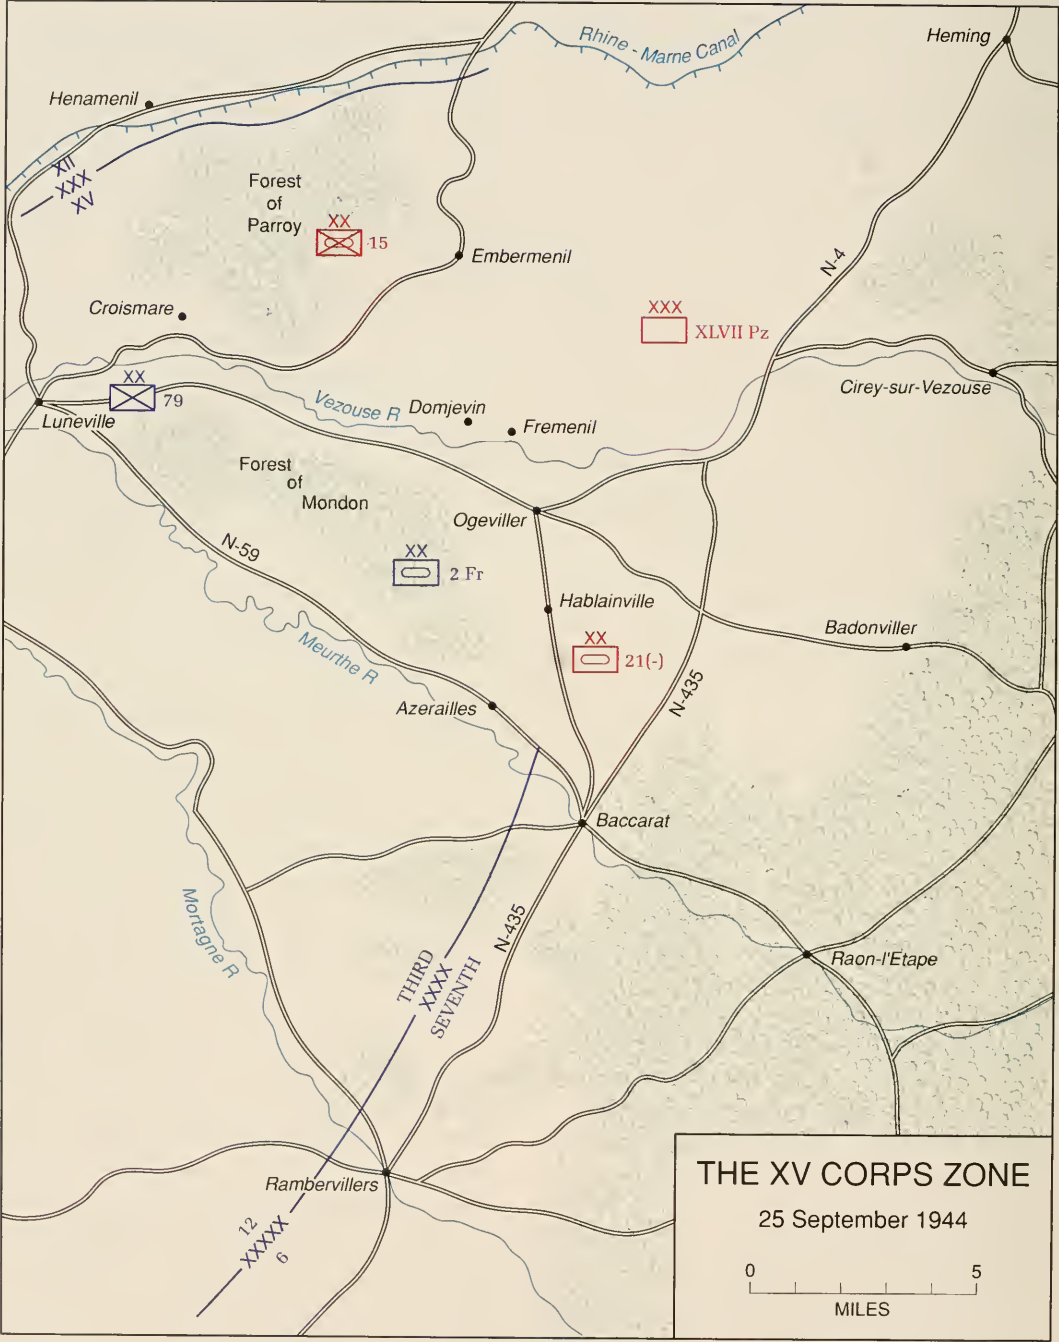 Rhine - Marne Canal
Heming
Henamenil
XII
XXX
XV
Forest
of
Parroy
XX
15
Embermenil
N-4
Croismare
XXX
XLVII Pz
Cirey-sur-Vezouse
XX
79
Luneville
Vezouse R
Domjevin
Fremenil
Forest
of
Mondon
Ogeviller
N-59
XX
2 Fr
Hablainville
Badonviller
XX
21(-)
Meurthe R
N-435
Azerailles
Baccarat
Mortagne R
N-435
THIRD
XXXX
SEVENTH
Raon-l'Etape
Rambervillers
12
XXXXX
6
THE XV CORPS ZONE
25 September 1944
0 5
MILES